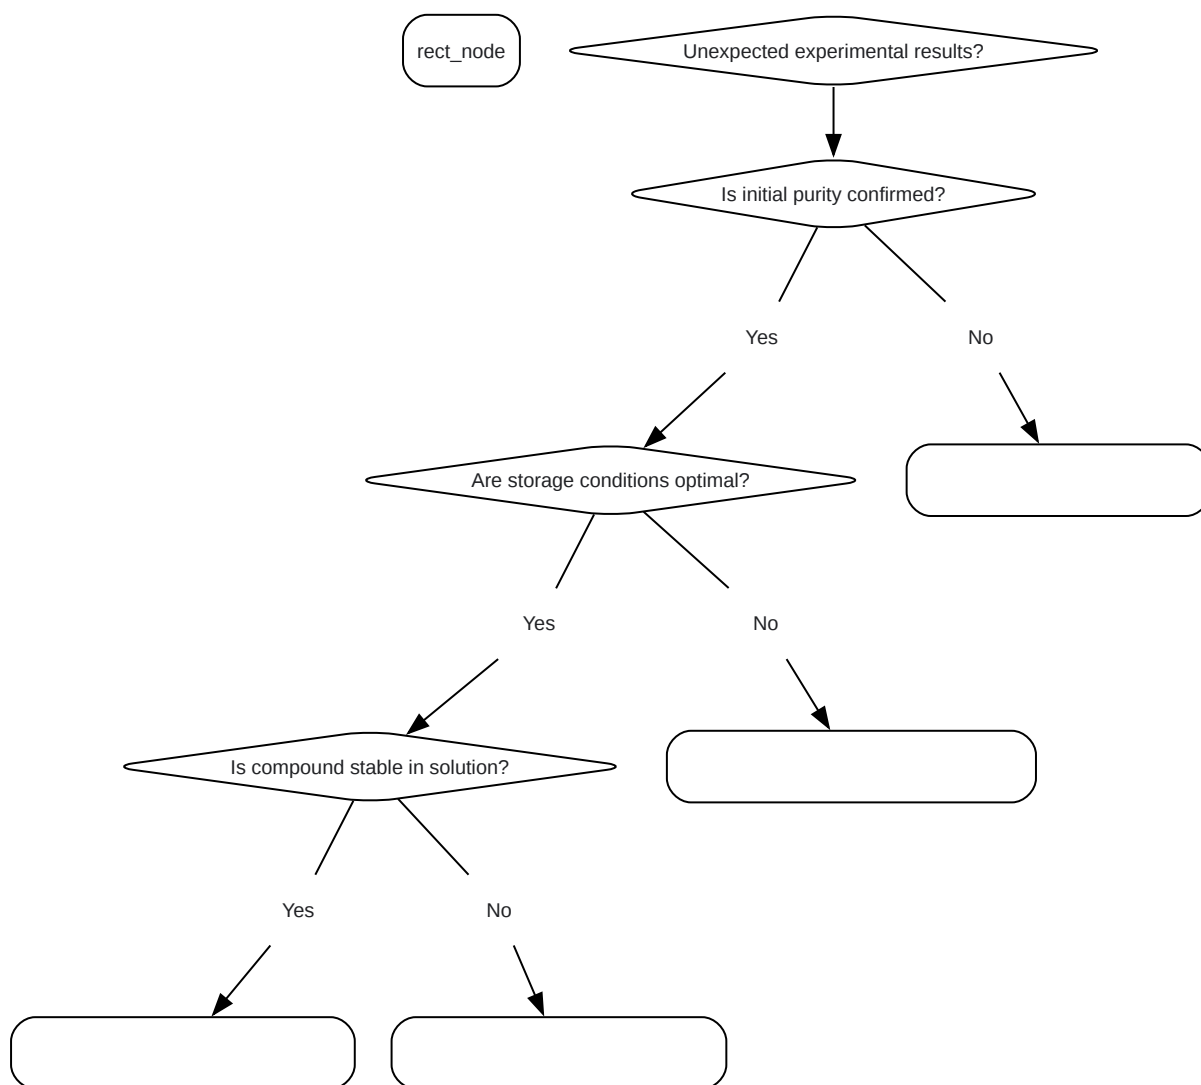 rect_node
Unexpected experimental results?
Is initial purity confirmed?
Yes
No
Are storage conditions optimal?
Yes
No
Is compound stable in solution?
Yes
No